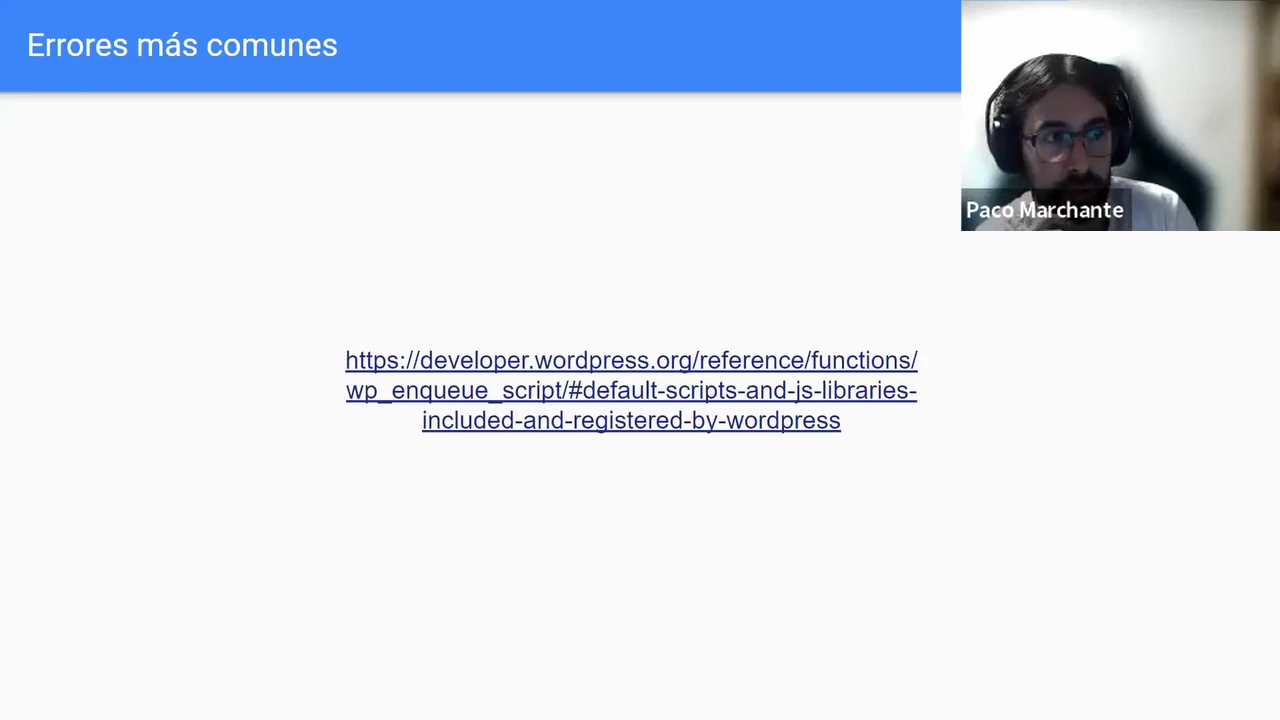 Errores más comunes
Paco Marchante
https://developer.wordpress.org/reference/functions/
wp_enqueue_script/#default-scripts-and-js-libraries-
included-and-registered-by-wordpress